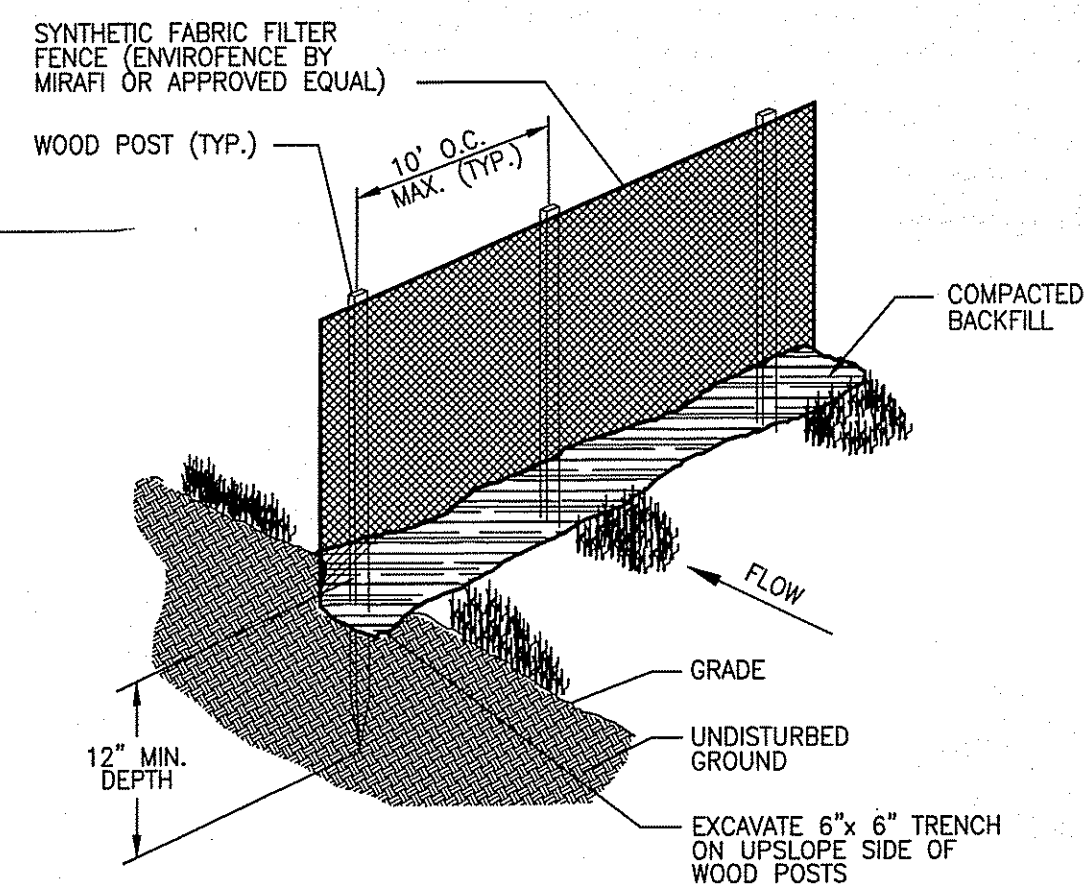 SYNTHETIC FABRIC FILTER
FENCE (ENVIROFENCE BY
MIRAFI OR APPROVED EQUAL)
WOOD POST (TYP.)
10' O.C.
MAX. (TYP.)
COMPACTED
BACKFILL
FLOW
GRADE
12" MIN.
DEPTH
UNDISTURBED
GROUND
EXCAVATE 6"x 6" TRENCH
ON UPSLOPE SIDE OF
WOOD POSTS